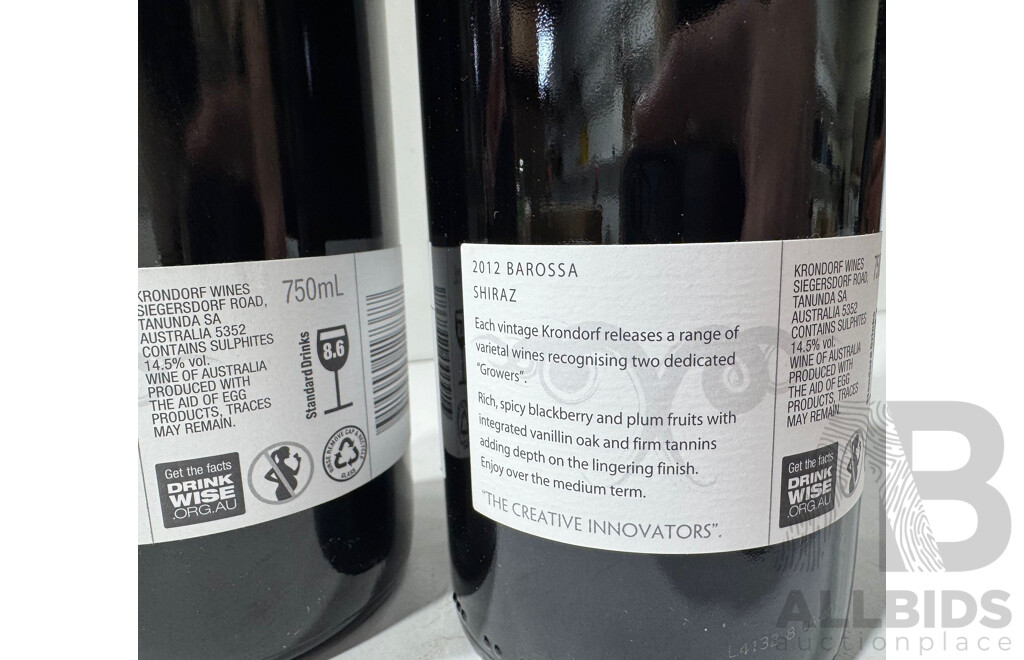 KRONDORF WINES
SIEGERSDORF ROAD,
TANUNDA SA
AUSTRALIA 5352
CONTAINS SULPHITES
14.5% vol.
WINE OF AUSTRALIA
PRODUCED WITH
THE AID OF EGG
PRODUCTS, TRACES
MAY REMAIN.
750mL
Standard Drinks
8.6
Get the facts
DRINK
WISE
.ORG.AU
2012 BAROSSA
SHIRAZ
Each vintage Krondorf releases a range of
varietal wines recognising two dedicated
"Growers".
Rich, spicy blackberry and plum fruits with
integrated vanillin oak and firm tannins
adding depth on the lingering finish.
Enjoy over the medium term.
"THE CREATIVE INNOVATORS".
KRONDORF WINES
SIEGERSDORF ROAD,
TANUNDA SA
AUSTRALIA 5352
CONTAINS SULPHITES
14.5% vol.
WINE OF AUSTRALIA
PRODUCED WITH
THE AID OF EGG
PRODUCTS, TRACES
MAY REMAIN.
Get the facts
DRINK
WISE
.ORG.AU
AB
ALLBIDS
auctionplace